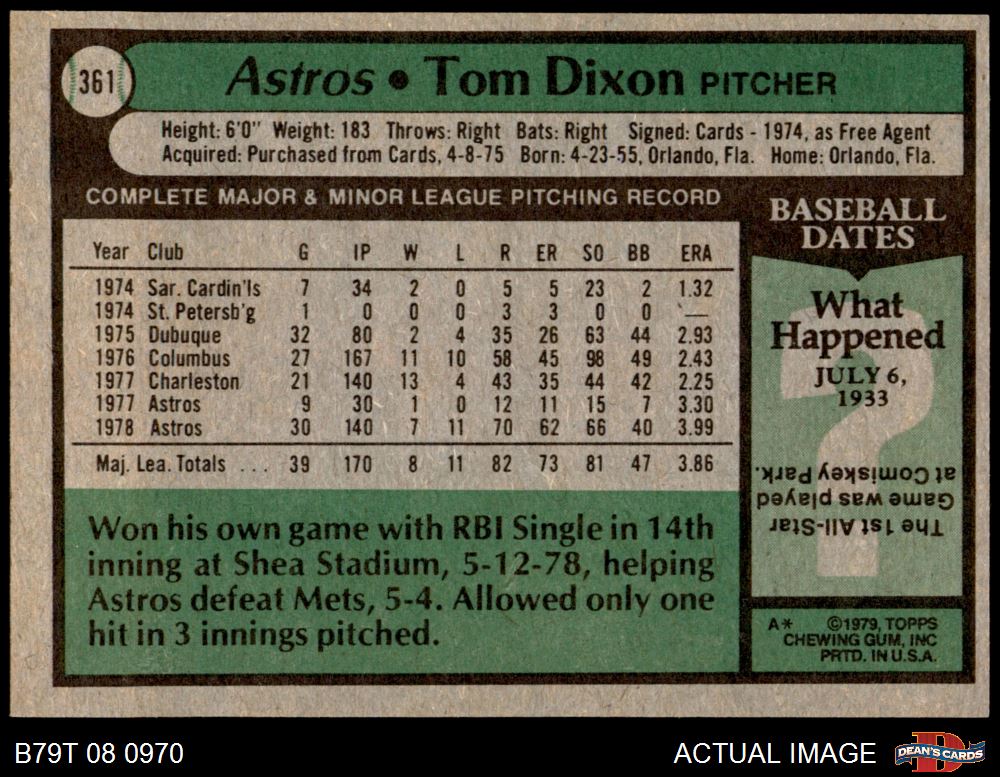 361
Astros • Tom Dixon PITCHER
Height: 6'0" Weight: 183 Throws: Right Bats: Right Signed: Cards - 1974, as Free Agent
Acquired: Purchased from Cards, 4-8-75 Born: 4-23-55, Orlando, Fla. Home: Orlando, Fla.
COMPLETE MAJOR & MINOR LEAGUE PITCHING RECORD
Year Club G IP W L R ER SO BB ERA
1974 Sar. Cardin'ls 7 34 2 0 5 5 23 2 1.32
1974 St. Petersb'g 1 0 0 0 3 3 0 0 —
1975 Dubuque 32 80 2 4 35 26 63 44 2.93
1976 Columbus 27 167 11 10 58 45 98 49 2.43
1977 Charleston 21 140 13 4 43 35 44 42 2.25
1977 Astros 9 30 1 0 12 11 15 7 3.30
1978 Astros 30 140 7 11 70 62 66 40 3.99
Maj. Lea. Totals ... 39 170 8 11 82 73 81 47 3.86
Won his own game with RBI Single in 14th
inning at Shea Stadium, 5-12-78, helping
Astros defeat Mets, 5-4. Allowed only one
hit in 3 innings pitched.
BASEBALL
DATES
What
Happened
JULY 6,
1933
?
The 1st All-Star
Game was played
at Comiskey Park.
A* ©1979, TOPPS
CHEWING GUM, INC
PRTD. IN U.S.A.
B79T 08 0970
ACTUAL IMAGE
D
DEAN'S CARDS